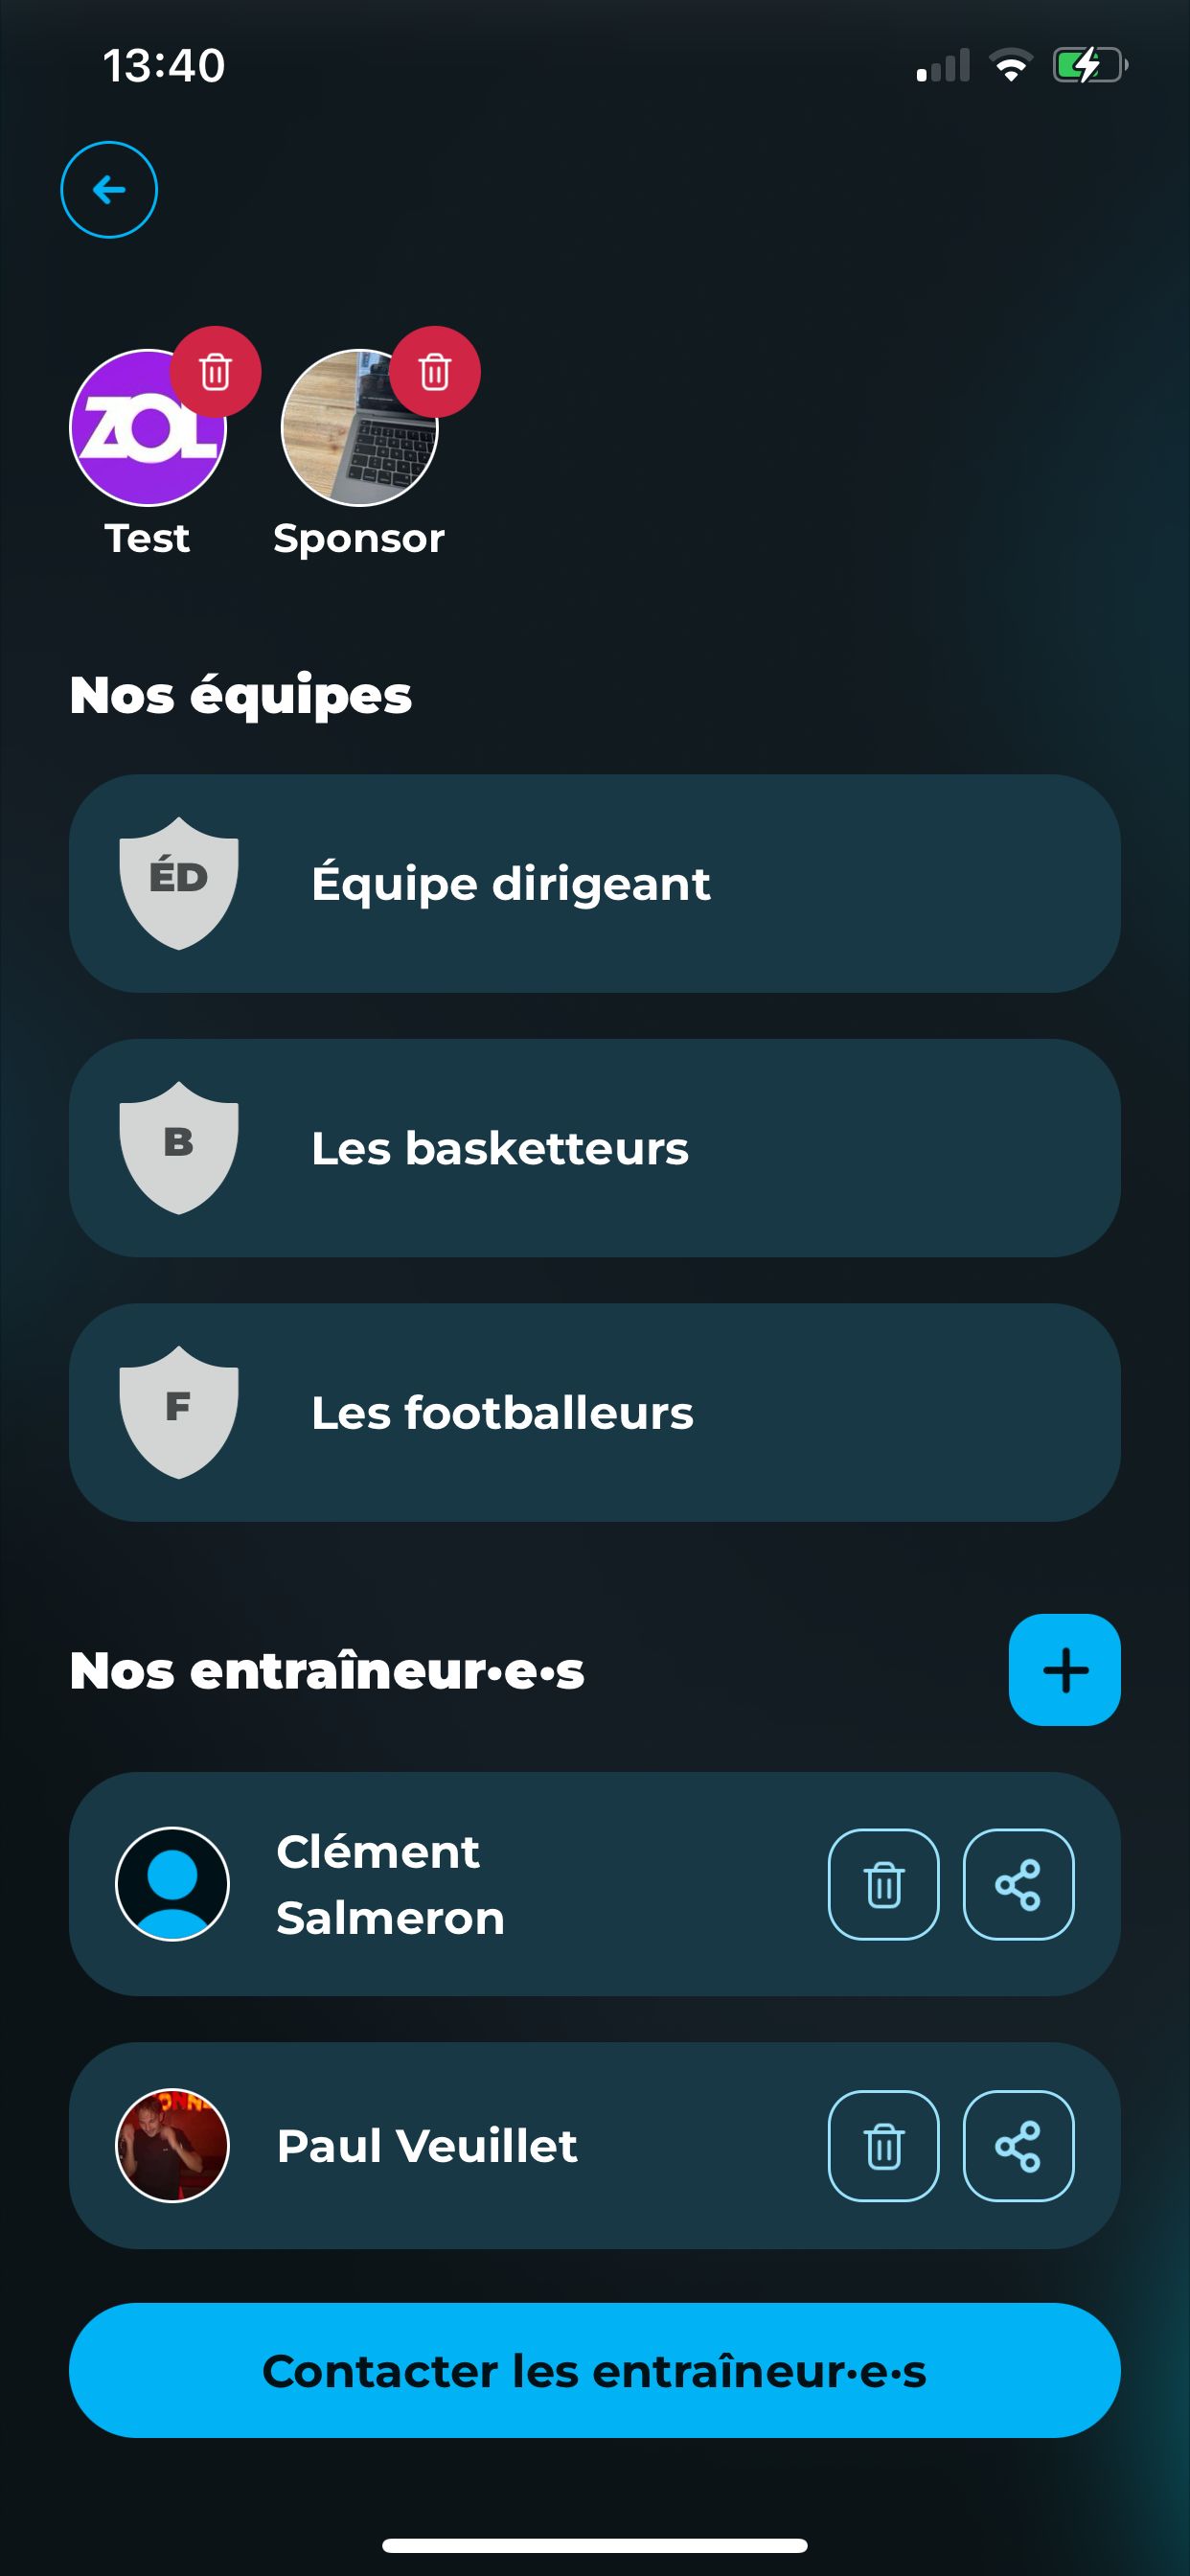 13:40
ZOL
Test
Sponsor
Nos équipes
ÉD
Équipe dirigeant
B
Les basketteurs
F
Les footballeurs
Nos entraîneur·e·s
Clément
Salmeron
Paul Veuillet
Contacter les entraîneur·e·s